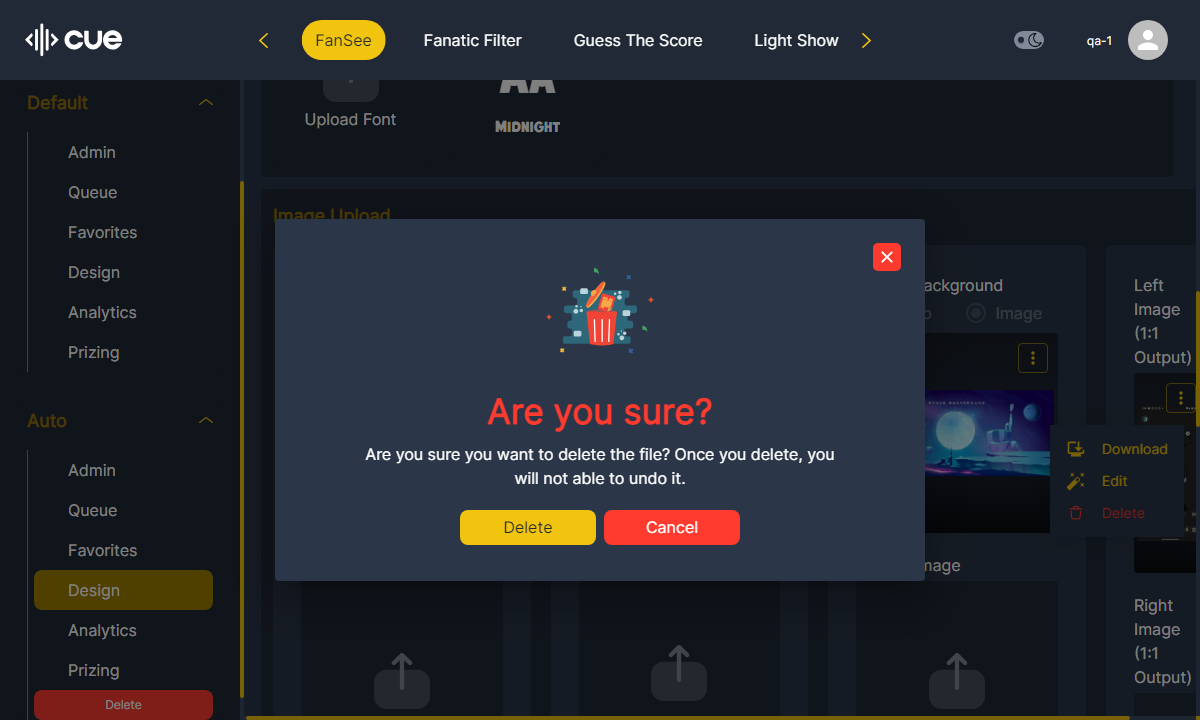 cue
FanSee
Fanatic Filter
Guess The Score
Light Show
qa-1
Default
Admin
Queue
Favorites
Design
Analytics
Prizing
Auto
Admin
Queue
Favorites
Design
Analytics
Prizing
Delete
Upload Font
MIDNIGHT
Image Upload
ackground
Image
Left
Image
(1:1
Output)
Are you sure?
Are you sure you want to delete the file? Once you delete, you
will not able to undo it.
Delete
Cancel
Download
Edit
Delete
mage
Right
Image
(1:1
Output)